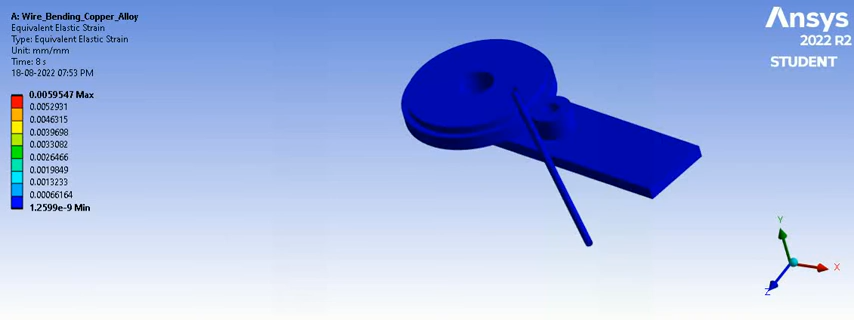 A: Wire_Bending_Copper_Alloy
Equivalent Elastic Strain
Type: Equivalent Elastic Strain
Unit: mm/mm
Time: 8 s
18-08-2022 07:53 PM
0.0059547 Max
0.0052931
0.0046315
0.0039698
0.0033082
0.0026466
0.0019849
0.0013233
0.00066164
1.2599e-9 Min
Ansys
2022 R2
STUDENT
Y
X
Z